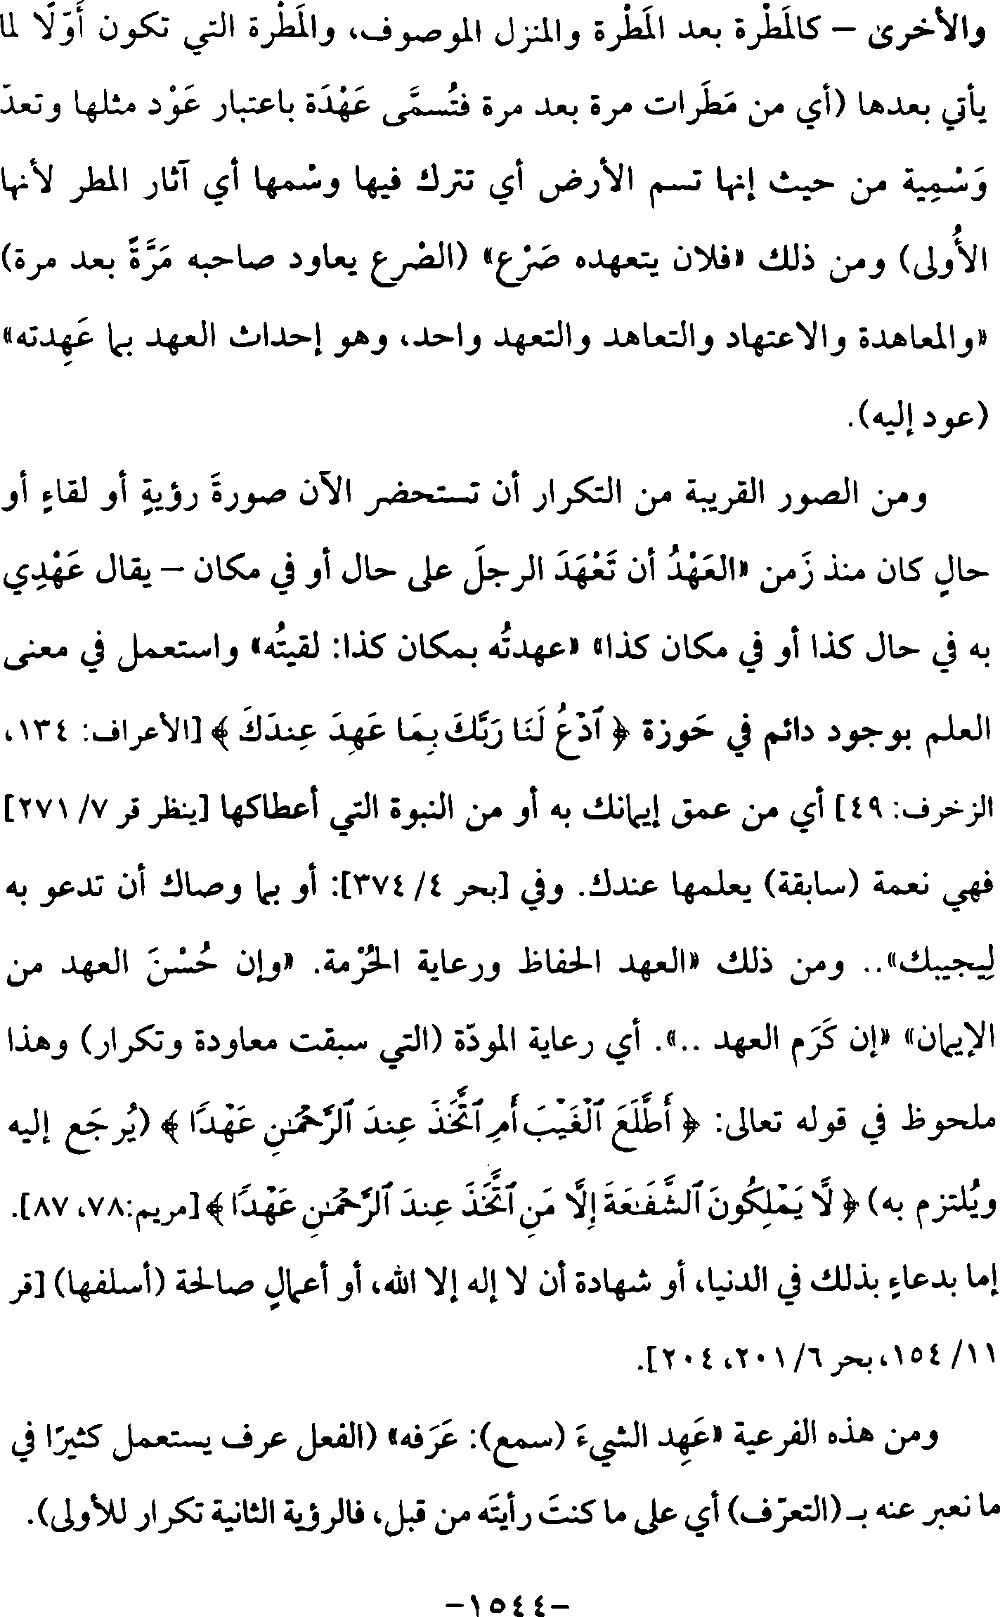 والأخرى – كالمَطْرة بعد المَطْرة والمنزل الموصوف، والمَطْرة التي تكون أَوّلًا لما
يأتي بعدها (أي من مَطَرات مرة بعد مرة فتُسمَّى عَهْدَة باعتبار عَوْد مثلها وتعدّ
وَسْمِية من حيث إنها تسم الأرض أي تترك فيها وسْمها أي آثار المطر لأنها
الأُولى) ومن ذلك «فلان يتعهده صَرْع» (الصْرع يعاود صاحبه مَرَّةً بعد مرة)
«والمعاهدة والاعتهاد والتعاهد والتعهد واحد، وهو إحداث العهد بما عَهِدته»
(عود إليه).
ومن الصور القريبة من التكرار أن تستحضر الآن صورةَ رؤيةٍ أو لقاءٍ أو
حالٍ كان منذ زَمن «العَهْدُ أن تَعْهَدَ الرجلَ على حال أو في مكان – يقال عَهْدِي
به في حال كذا أو في مكان كذا» «عهدتُه بمكان كذا: لقيتُه» واستعمل في معنى
العلم بوجود دائم في حَوزة ﴿ ٱدْعُ لَنَا رَبَّكَ بِمَا عَهِدَ عِندَكَ ﴾ [الأعراف: ١٣٤،
الزخرف: ٤٩] أي من عمق إيمانك به أو من النبوة التي أعطاكها [ينظر قر ٧/ ٢٧١]
فهي نعمة (سابقة) يعلمها عندك. وفي [بحر ٤/ ٣٧٤]: أو بما وصاك أن تدعو به
لِيجيبك».. ومن ذلك «العهد الحفاظ ورعاية الحُرْمة. «وإن حُسْنَ العهد من
الإيمان» «إن كَرَم العهد ..». أي رعاية المودّة (التي سبقت معاودة وتكرار) وهذا
ملحوظ في قوله تعالى: ﴿ أَطَّلَعَ ٱلْغَيْبَ أَمِ ٱتَّخَذَ عِندَ ٱلرَّحْمَٰنِ عَهْدًا ﴾ (يُرجَع إليه
ويُلتزم به) ﴿ لَّا يَمْلِكُونَ ٱلشَّفَٰعَةَ إِلَّا مَنِ ٱتَّخَذَ عِندَ ٱلرَّحْمَٰنِ عَهْدًا ﴾ [مريم:٧٨، ٨٧].
إما بدعاءٍ بذلك في الدنيا، أو شهادة أن لا إله إلا الله، أو أعمالٍ صالحة (أسلفها) [قر
١١/ ١٥٤، بحر ٦/ ٢٠١، ٢٠٤].
ومن هذه الفرعية «عَهِد الشيءَ (سمع): عَرَفه» (الفعل عرف يستعمل كثيرًا في
ما نعبر عنه بـ (التعرّف) أي على ما كنتَ رأيتَه من قبل، فالرؤية الثانية تكرار للأولى).
-١٥٤٤-